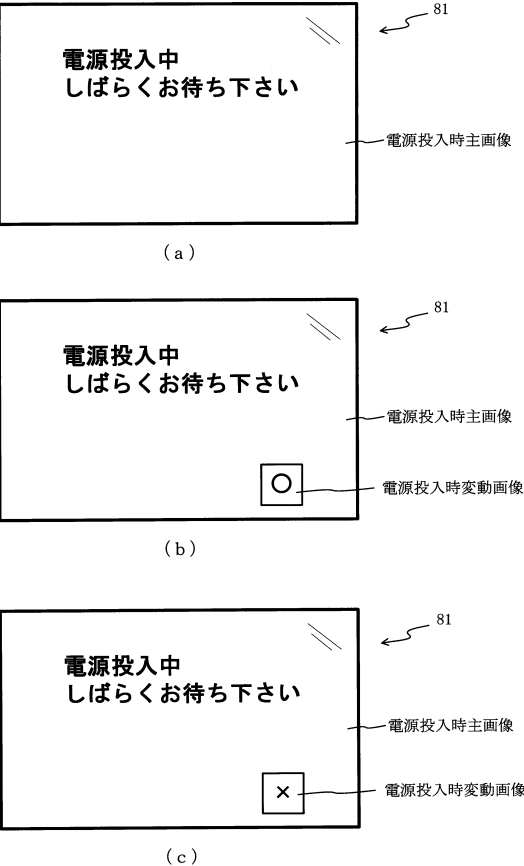 81
電源投入中
しばらくお待ち下さい
電源投入時主画像
(a)
81
電源投入中
しばらくお待ち下さい
電源投入時主画像
○
電源投入時変動画像
(b)
81
電源投入中
しばらくお待ち下さい
電源投入時主画像
×
電源投入時変動画像
(c)